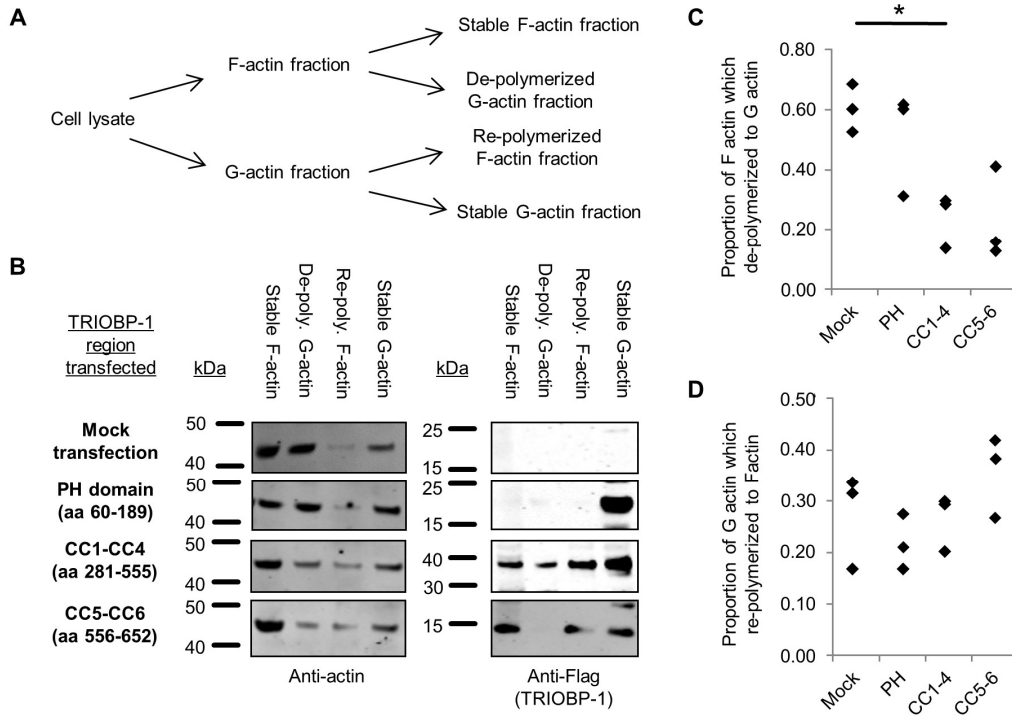 A
Cell lysate
F-actin fraction
G-actin fraction
Stable F-actin fraction
De-polymerized
G-actin fraction
Re-polymerized
F-actin fraction
Stable G-actin fraction
B
TRIOBP-1
region
transfected
kDa
Stable F-actin
De-poly. G-actin
Re-poly. F-actin
Stable G-actin
kDa
Stable F-actin
De-poly. G-actin
Re-poly. F-actin
Stable G-actin
Mock
transfection
50
40
25
15
PH domain
(aa 60-189)
50
40
25
15
CC1-CC4
(aa 281-555)
50
40
40
30
CC5-CC6
(aa 556-652)
50
40
15
Anti-actin
Anti-Flag
(TRIOBP-1)
C
*
Proportion of F actin which
de-polymerized to G actin
0.80
0.60
0.40
0.20
0.00
Mock
PH
CC1-4
CC5-6
D
Proportion of G actin which
re-polymerized to Factin
0.50
0.40
0.30
0.20
0.10
0.00
Mock
PH
CC1-4
CC5-6